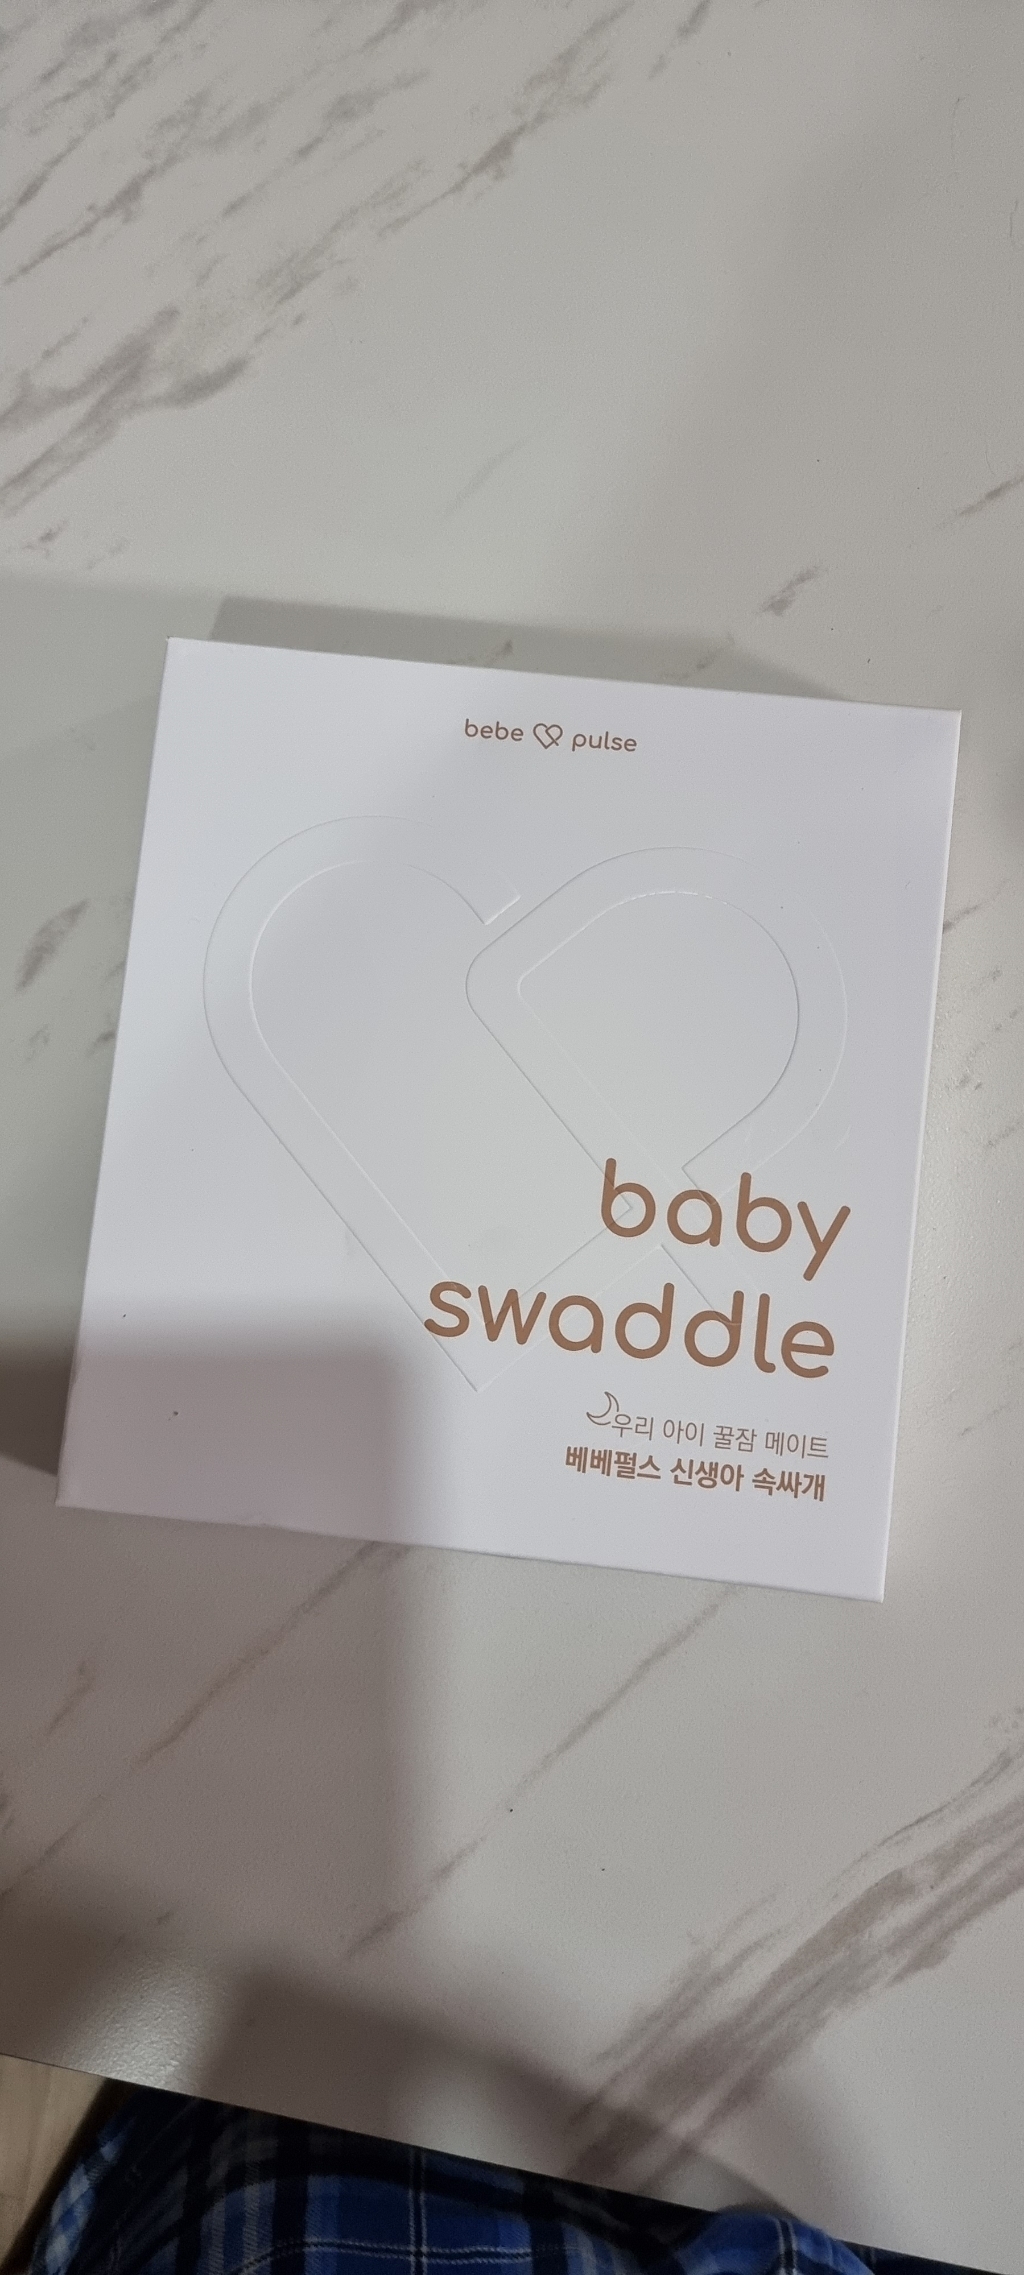 bebe pulse
baby
swaddle
우리 아이 꿀잠 메이트
베베펄스 신생아 속싸개